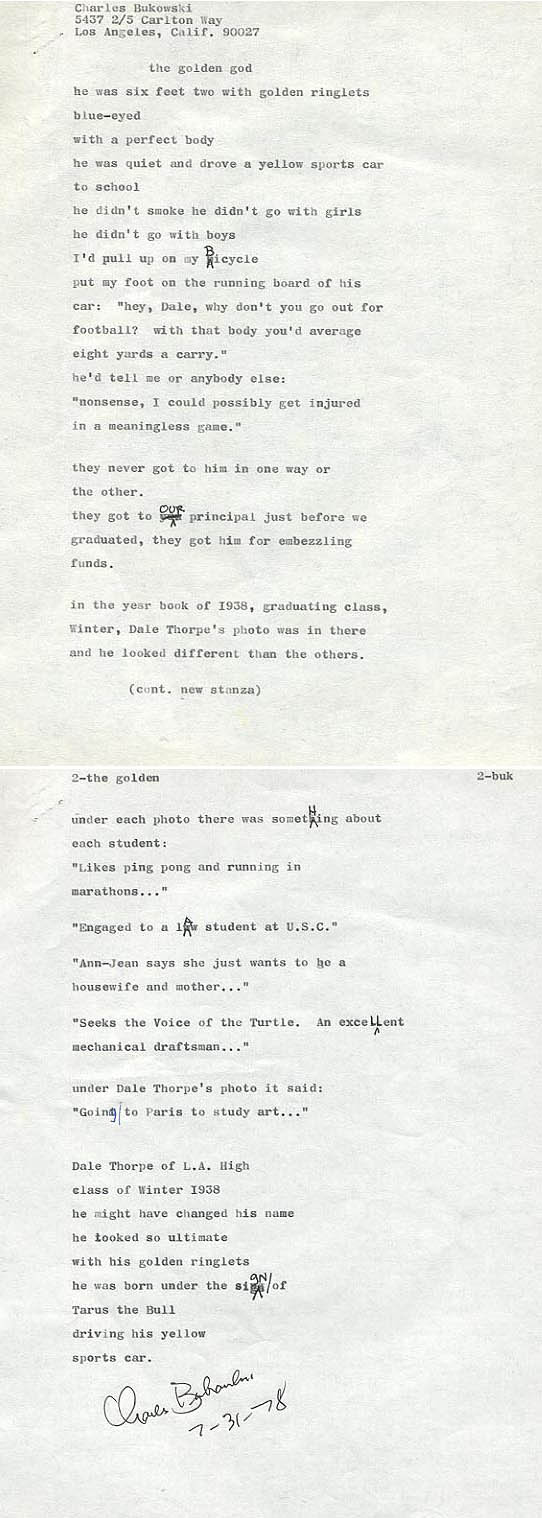 Charles Bukowski
5437 2/5 Carlton Way
Los Angeles, Calif. 90027
the golden god
he was six feet two with golden ringlets
blue-eyed
with a perfect body
he was quiet and drove a yellow sports car
to school
he didn't smoke he didn't go with girls
he didn't go with boys
I'd pull up on my Bicycle
put my foot on the running board of his
car:  "hey, Dale, why don't you go out for
football?  with that body you'd average
eight yards a carry."
he'd tell me or anybody else:
"nonsense, I could possibly get injured
in a meaningless game."
they never got to him in one way or
the other.
they got to OUR principal just before we
graduated, they got him for embezzling
funds.
in the year book of I938, graduating class,
Winter, Dale Thorpe's photo was in there
and he looked different than the others.
(cont. new stanza)
2-the golden 2-buk
under each photo there was sometHing about
each student:
"Likes ping pong and running in
marathons..."
"Engaged to a lAw student at U.S.C."
"Ann-Jean says she just wants to be a
housewife and mother..."
"Seeks the Voice of the Turtle.  An exceLLent
mechanical draftsman..."
under Dale Thorpe's photo it said:
"Going/to Paris to study art..."
Dale Thorpe of L.A. High
class of Winter I938
he might have changed his name
he looked so ultimate
with his golden ringlets
he was born under the siGN/of
Tarus the Bull
driving his yellow
sports car.
Charles Bukowski
7-31-78